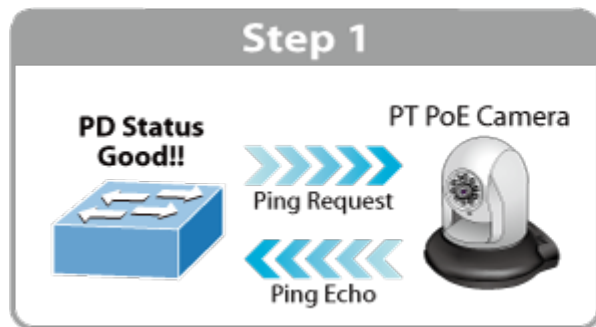 Step 1
PD Status
Good!!
PT PoE Camera
Ping Request
Ping Echo